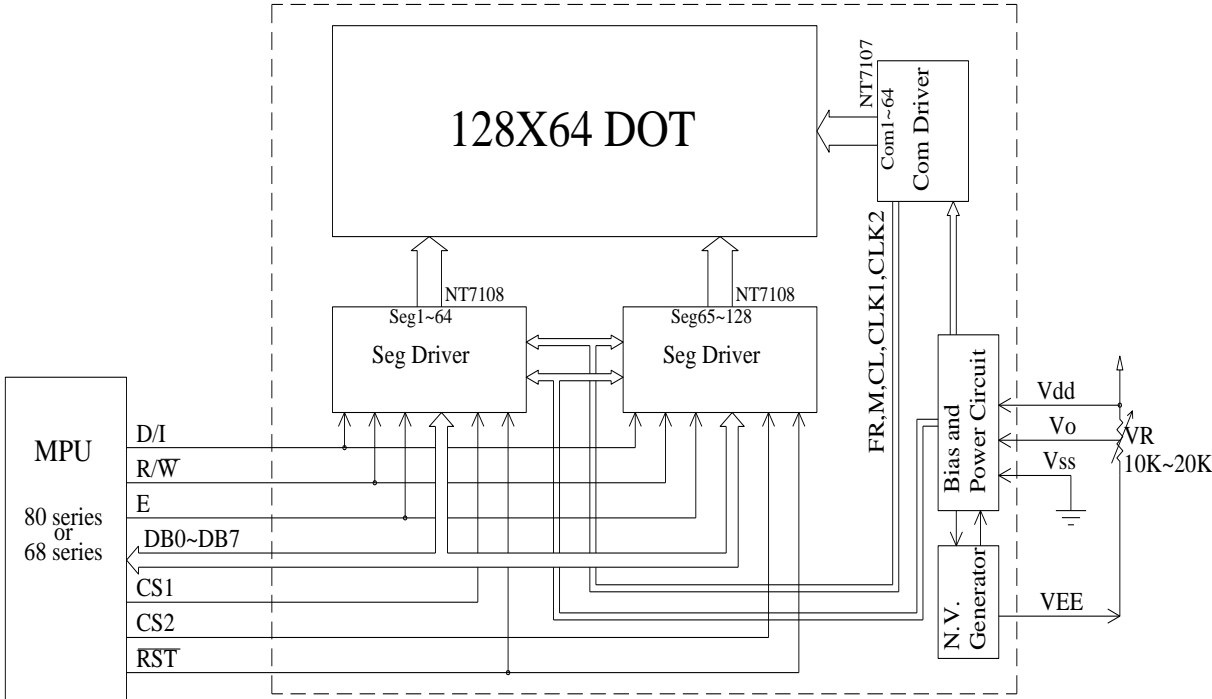 128X64 DOT
NT7107
Com1~64
Com Driver
FR,M,CL,CLK1,CLK2
NT7108
Seg1~64
Seg Driver
NT7108
Seg65~128
Seg Driver
MPU
80 series
or
68 series
D/I
R/W̅
E
DB0~DB7
CS1
CS2
R̅S̅T̅
Bias and
Power Circuit
Vdd
Vo
Vss
VR
10K~20K
N.V.
Generator
VEE